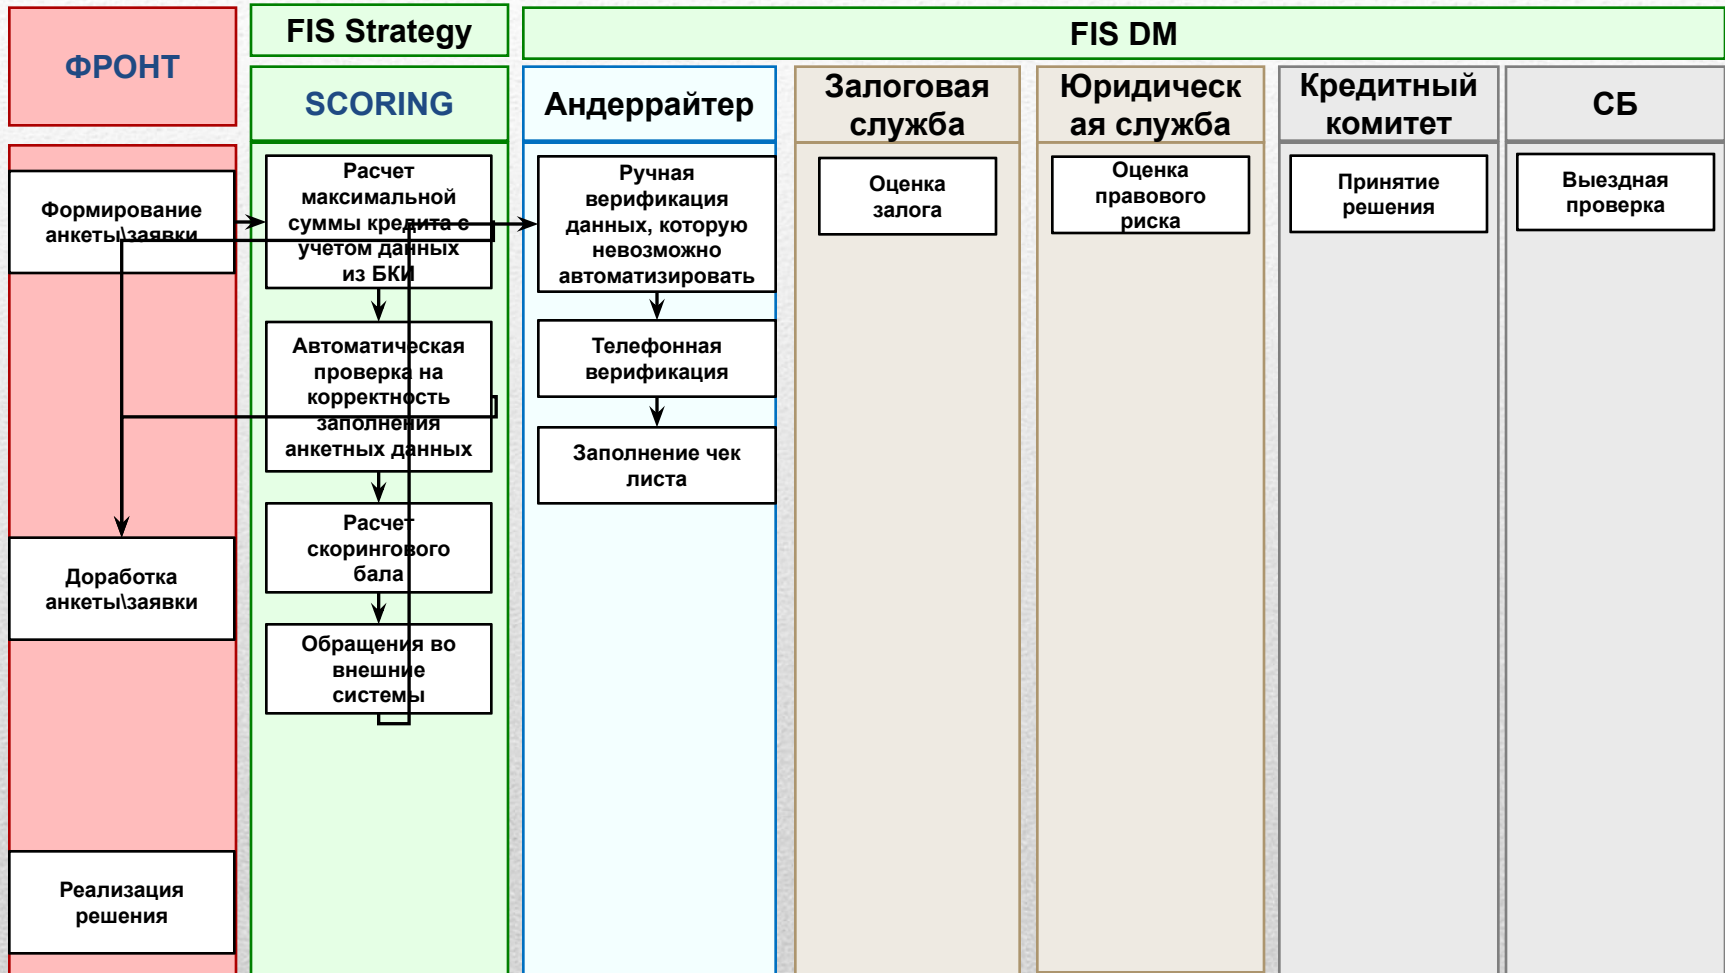 ФРОНТ
FIS Strategy
FIS DM
SCORING
Андеррайтер
Залоговая
служба
Юридическ
ая служба
Кредитный
комитет
СБ
Формирование
анкеты\заявки
Доработка
анкеты\заявки
Реализация
решения
Расчет
максимальной
суммы кредита с
учетом данных
из БКИ
Автоматическая
проверка на
корректность
заполнения
анкетных данных
Расчет
скорингового
бала
Обращения во
внешние
системы
Ручная
верификация
данных, которую
невозможно
автоматизировать
Телефонная
верификация
Заполнение чек
листа
Оценка
залога
Оценка
правового
риска
Принятие
решения
Выездная
проверка